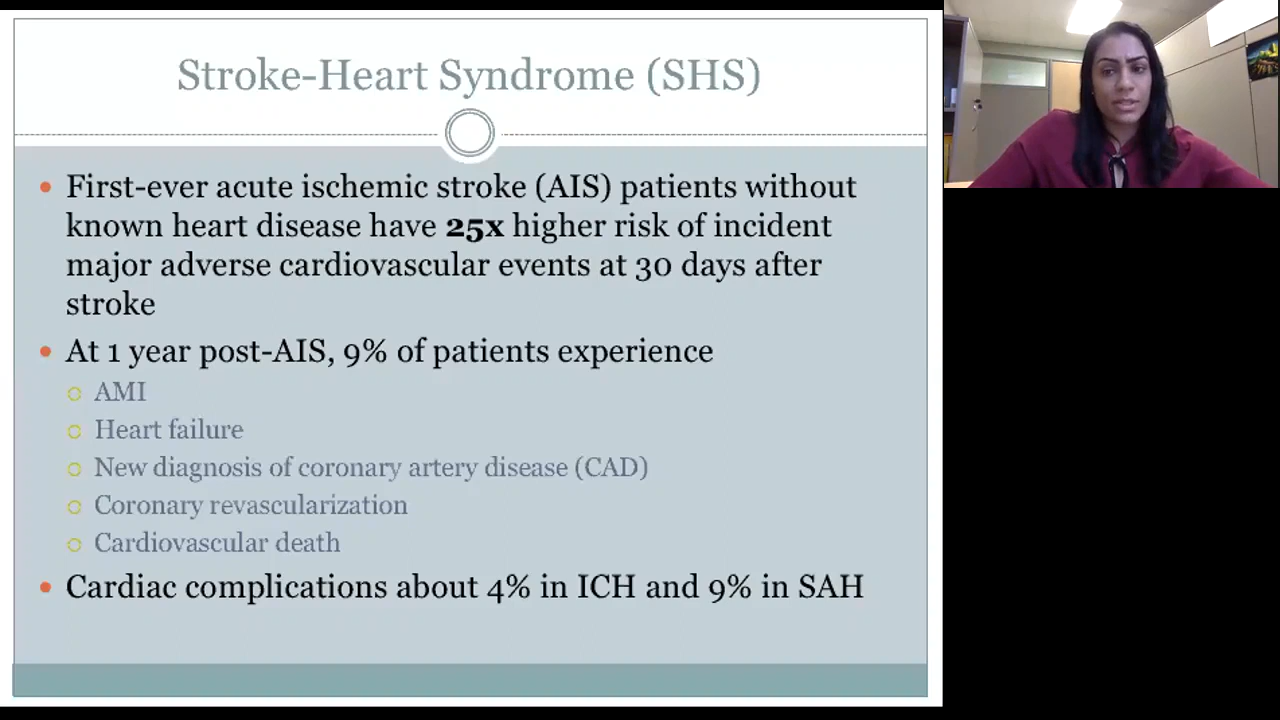 Stroke-Heart Syndrome (SHS)
First-ever acute ischemic stroke (AIS) patients without
known heart disease have 25x higher risk of incident
major adverse cardiovascular events at 30 days after
stroke
At 1 year post-AIS, 9% of patients experience
AMI
Heart failure
New diagnosis of coronary artery disease (CAD)
Coronary revascularization
Cardiovascular death
Cardiac complications about 4% in ICH and 9% in SAH